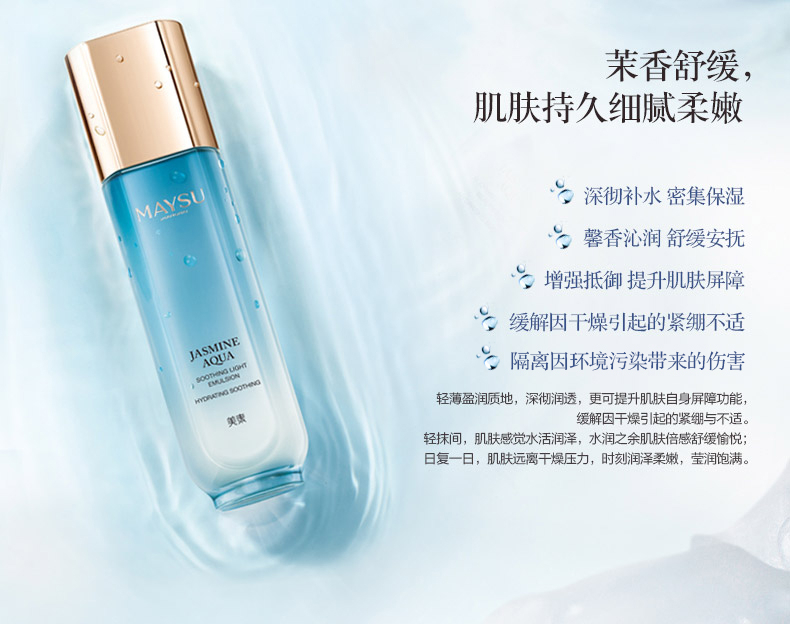 茉香舒缓，
肌肤持久细腻柔嫩
深彻补水 密集保湿
馨香沁润 舒缓安抚
增强抵御 提升肌肤屏障
缓解因干燥引起的紧绷不适
隔离因环境污染带来的伤害
轻薄盈润质地，深彻润透，更可提升肌肤自身屏障功能，
缓解因干燥引起的紧绷与不适。
轻抹间，肌肤感觉水活润泽，水润之余肌肤倍感舒缓愉悦；
日复一日，肌肤远离干燥压力，时刻润泽柔嫩，莹润饱满。
MAYSU
JASMINE
AQUA
SOOTHING LIGHT
EMULSION
HYDRATING SOOTHING
美素